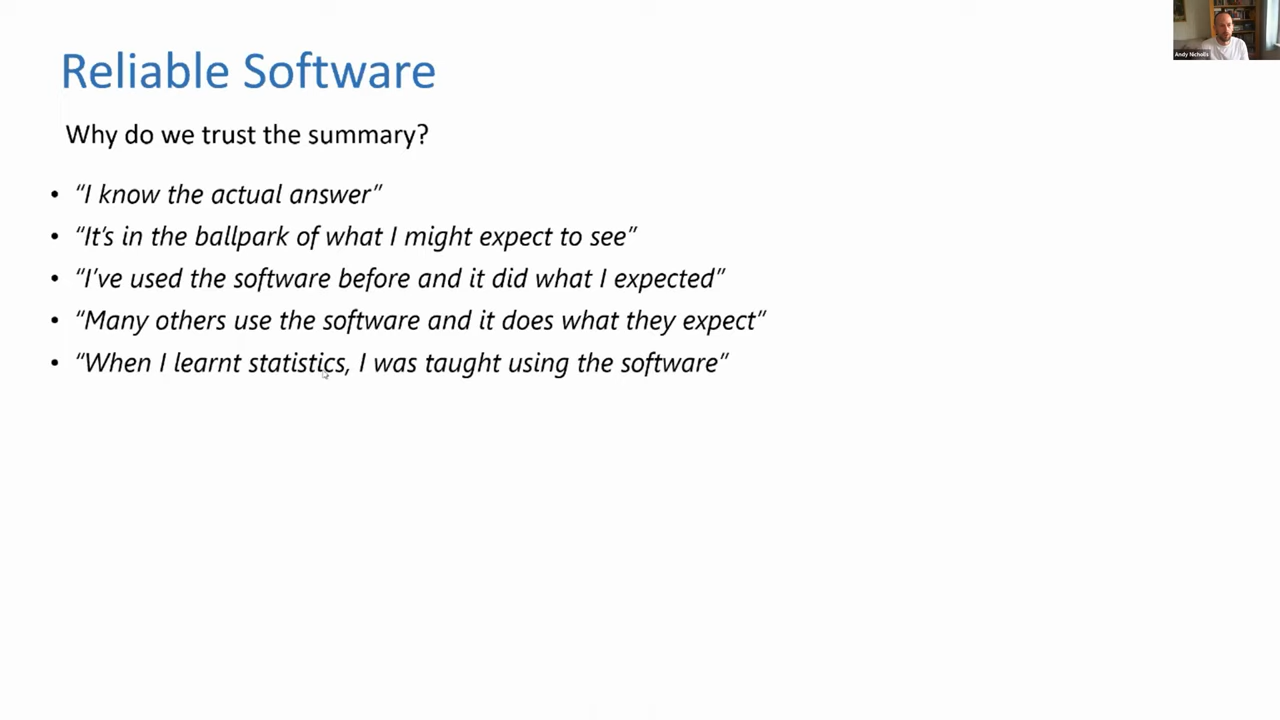 Andy Nicholls
Reliable Software
Why do we trust the summary?
• “I know the actual answer”
• “It’s in the ballpark of what I might expect to see”
• “I’ve used the software before and it did what I expected”
• “Many others use the software and it does what they expect”
• “When I learnt statistics, I was taught using the software”